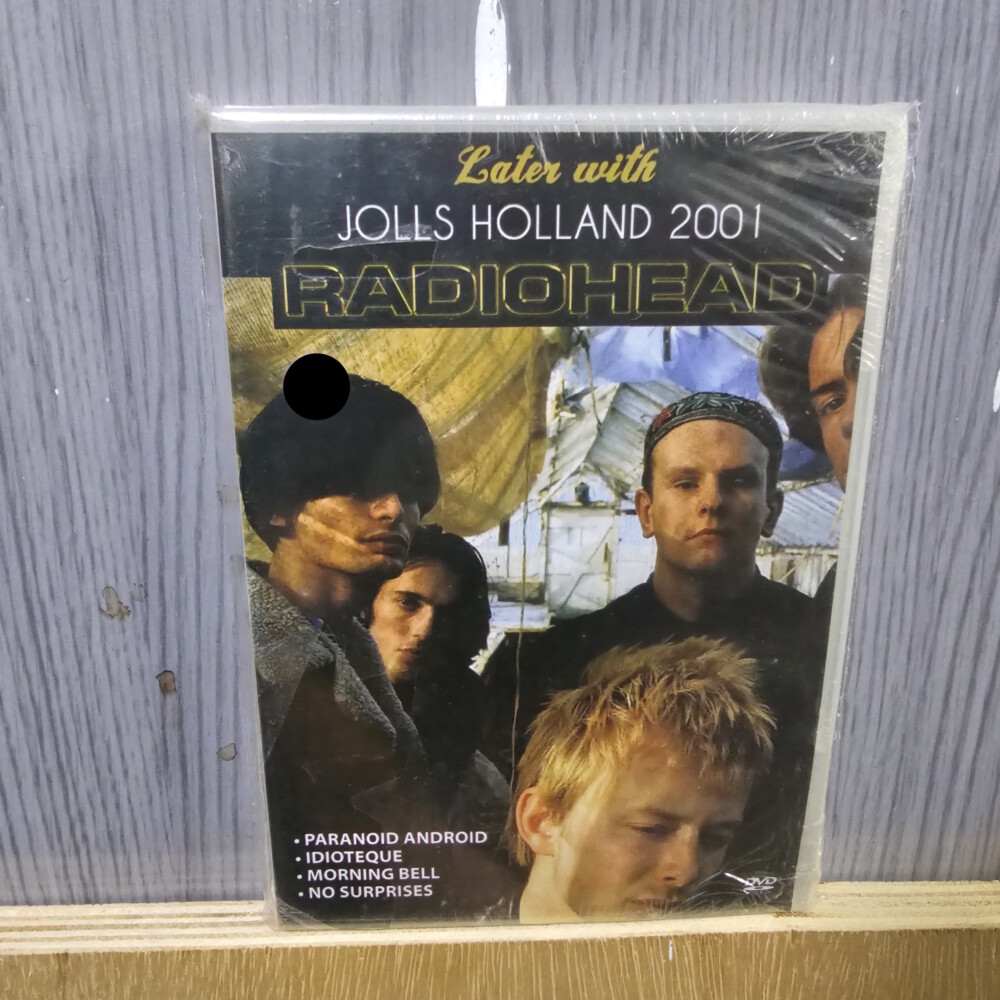 Later with
JOLLS HOLLAND 2001
RADIOHEAD
• PARANOID ANDROID
• IDIOTEQUE
• MORNING BELL
• NO SURPRISES
DVD